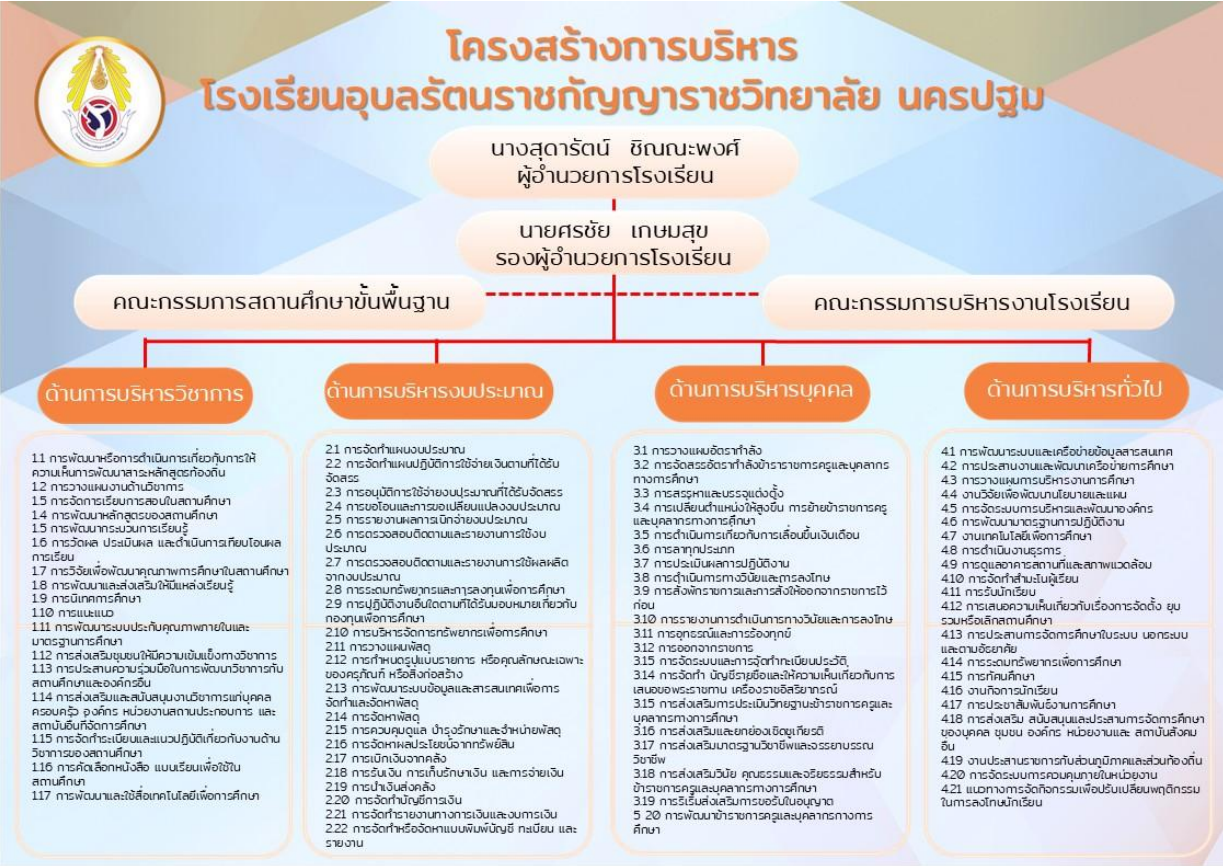 โครงสร้างการบริหาร
โรงเรียนอุบลรัตนราชกัญญาราชวิทยาลัย นครปฐม
นางสุดารัตน์ ชิณณะพงศ์
ผู้อำนวยการโรงเรียน
นายศรชัย เกษมสุข
รองผู้อำนวยการโรงเรียน
คณะกรรมการสถานศึกษาขั้นพื้นฐาน
คณะกรรมการบริหารงานโรงเรียน
ด้านการบริหารวิชาการ
1.1 การพัฒนาหรือการดำเนินการเกี่ยวกับการให้
ความเห็นการพัฒนาสาระหลักสูตรท้องถิ่น
1.2 การวางแผนงานด้านวิชาการ
1.5 การจัดการเรียนการสอนในสถานศึกษา
1.4 การพัฒนาหลักสูตรของสถานศึกษา
1.5 การพัฒนากระบวนการเรียนรู้
1.6 การวัดผล ประเมินผล และดำเนินการเทียบโอนผล
การเรียน
1.7 การวิจัยเพื่อพัฒนาคุณภาพการศึกษาในสถานศึกษา
1.8 การพัฒนาและส่งเสริมให้มีแหล่งเรียนรู้
1.9 การนิเทศการศึกษา
1.10 การแนะแนว
1.11 การพัฒนาระบบประกับคุณภาพภายในและ
มาตรฐานการศึกษา
1.12 การส่งเสริมชุมชนให้มีความเข้มแข็งทางวิชาการ
1.13 การประสานความร่วมมือในการพัฒนาวิชาการกับ
สถานศึกษาและองค์กรอื่น
1.14 การส่งเสริมและสนับสนุนงานวิชาการแก่บุคคล
ครอบครัว องค์กร หน่วยงานสถานประกอบการ และ
สถาบันอื่นที่จัดการศึกษา
1.15 การจัดทำระเบียนและแนวปฏิบัติเกี่ยวกับงานด้าน
วิชาการของสถานศึกษา
1.16 การคัดเลือกหนังสือ แบบเรียนเพื่อใช้ใน
สถานศึกษา
1.17 การพัฒนาและใช้สื่อเทคโนโลยีเพื่อการศึกษา
ด้านการบริหารงบประมาณ
2.1 การจัดทำแผนงบประมาณ
2.2 การจัดทำแผนปฏิบัติการใช้จ่ายเงินตามที่ได้รับ
จัดสรร
2.3 การอนุมัติการใช้จ่ายงบประมาณที่ได้รับจัดสรร
2.4 การขอโอนและการขอเปลี่ยนแปลงงบประมาณ
2.5 การรายงานผลการเบิกจ่ายงบประมาณ
2.6 การตรวจสอบติดตามและรายงานการใช้งบ
ประมาณ
2.7 การตรวจสอบติดตามและรายงานการใช้ผลผลิต
จากงบประมาณ
2.8 การระดมทรัพยากรและการลงทุนเพื่อการศึกษา
2.9 การปฏิบัติงานอื่นใดตามที่ได้รับมอบหมายเกี่ยวกับ
กองทุนเพื่อการศึกษา
2.10 การบริหารจัดการทรัพยากรเพื่อการศึกษา
2.11 การวางแผนพัสดุ
2.12 การกำหนดรูปแบบรายการ หรือคุณลักษณะเฉพาะ
ของครุภัณฑ์ หรือสิ่งก่อสร้าง
2.13 การพัฒนาระบบข้อมูลและสารสนเทศเพื่อการ
จัดทำและจัดหาพัสดุ
2.14 การจัดหาพัสดุ
2.15 การควบคุมดูแล บำรุงรักษาและจำหน่ายพัสดุ
2.16 การจัดหาผลประโยชน์จากทรัพย์สิน
2.17 การเบิกเงินจากคลัง
2.18 การรับเงิน การเก็บรักษาเงิน และการจ่ายเงิน
2.19 การนำเงินส่งคลัง
2.20 การจัดทำบัญชีการเงิน
2.21 การจัดทำรายงานทางการเงินและงบการเงิน
2.22 การจัดทำหรือจัดหาแบบพิมพ์บัญชี ทะเบียน และ
รายงาน
ด้านการบริหารบุคคล
3.1 การวางแผนอัตรากำลัง
3.2 การจัดสรรอัตรากำลังข้าราราชการครูและบุคลากร
ทางการศึกษา
3.3 การสรรหาและบรรจุแต่งตั้ง
3.4 การเปลี่ยนตำแหน่งให้สูงขึ้น การย้ายข้าราชการครู
และบุคลากรทางการศึกษา
3.5 การดำเนินการเกี่ยวกับการเลื่อนขั้นเงินเดือน
3.6 การลาทุกประเภท
3.7 การประเมินผลการปฏิบัติงาน
3.8 การดำเนินการทางวินัยและการลงโทษ
3.9 การสั่งพักราชการและการสั่งให้ออกจากราชการไว้
ก่อน
3.10 การรายงานการดำเนินการทางวินัยและการลงโทษ
3.11 การอุทธรณ์และการร้องทุกข์
3.12 การออกจากราชการ
3.15 การจัดระบบและการจัดทำทะเบียนประวัติ
3.14 การจัดทำ บัญชีรายชื่อและให้ความเห็นเกี่ยวกับการ
เสนอขอพระราชทาน เครื่องราชอิสริยาภรณ์
3.15 การส่งเสริมการประเมินวิทยฐานะข้าราชการครูและ
บุคลากรทางการศึกษา
3.16 การส่งเสริมและยกย่องเชิดชูเกียรติ
3.17 การส่งเสริมมาตรฐานวิชาชีพและจรรยาบรรณ
วิชาชีพ
3.18 การส่งเสริมวินัย คุณธรรมและจริยธรรมสำหรับ
ข้าราชการครูและบุคลากรทางการศึกษา
3.19 การริเริ่มส่งเสริมการขอรับใบอนุญาต
5 20 การพัฒนาข้าราชการครูและบุคลากรทางการ
ศึกษา
ด้านการบริหารทั่วไป
4.1 การพัฒนาระบบและเครือข่ายข้อมูลสารสนเทศ
4.2 การประสานงานและพัฒนาเครือข่ายการศึกษา
4.3 การวางแผนการบริหารงานการศึกษา
4.4 งานวิจัยเพื่อพัฒนานโยบายและแผน
4.5 การจัดระบบการบริหารและพัฒนาองค์กร
4.6 การพัฒนามาตรฐานการปฏิบัติงาน
4.7 งานเทคโนโลยีเพื่อการศึกษา
4.8 การดำเนินงานธุรการ
4.9 การดูแลอาคารสถานที่และสภาพแวดล้อม
4.10 การจัดทำสำมะโนผู้เรียน
4.11 การรับนักเรียน
4.12 การเสนอความเห็นเกี่ยวกับเรื่องการจัดตั้ง ยุบ
รวมหรือเลิกสถานศึกษา
4.13 การประสานการจัดการศึกษาในระบบ นอกระบบ
และตามอัธยาศัย
4.14 การระดมทรัพยากรเพื่อการศึกษา
4.15 การทัศนศึกษา
4.16 งานกิจการนักเรียน
4.17 การประชาสัมพันธ์งานการศึกษา
4.18 การส่งเสริม สนับสนุนและประสานการจัดการศึกษา
ของบุคคล ชุมชน องค์กร หน่วยงานและ สถาบันสังคม
อื่น
4.19 งานประสานราชการกับส่วนภูมิภาคและส่วนท้องถิ่น
4.20 การจัดระบบการควบคุมภายในหน่วยงาน
4.21 แนวทางการจัดกิจกรรมเพื่อปรับเปลี่ยนพฤติกรรม
ในการลงโทษนักเรียน